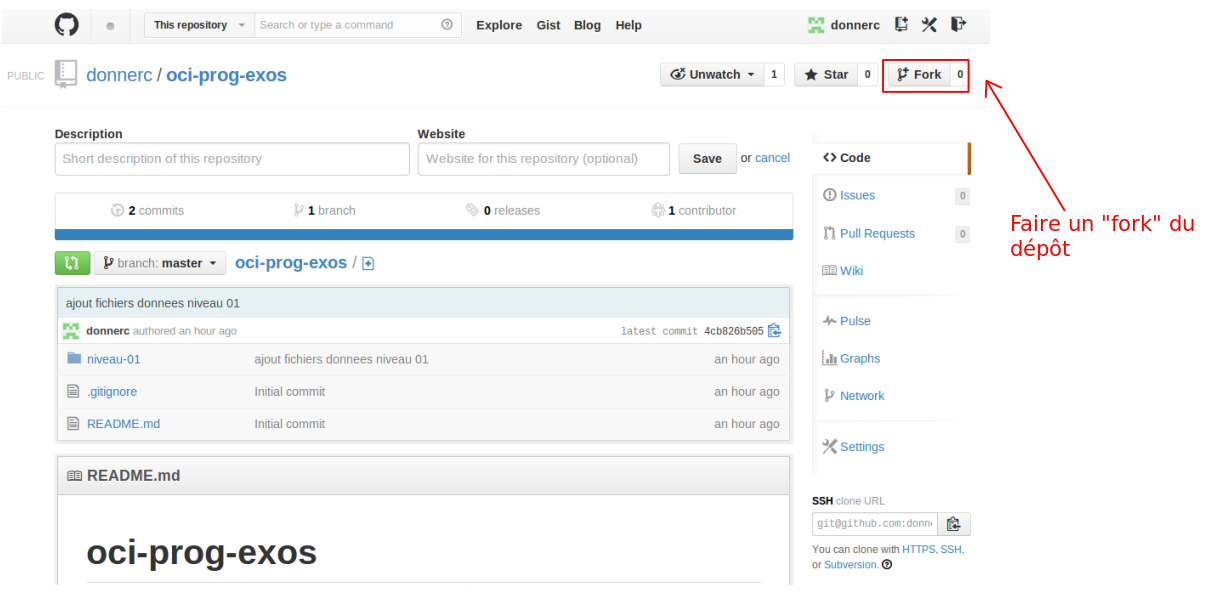 This repository Search or type a command Explore Gist Blog Help donnerc
PUBLIC donnerc / oci-prog-exos Unwatch 1 Star 0 Fork 0
Description Website
Short description of this repository Website for this repository (optional) Save or cancel
<> Code
2 commits 1 branch 0 releases 1 contributor
Issues 0
Pull Requests 0
Wiki
Pulse
Graphs
Network
Settings
branch: master oci-prog-exos /
ajout fichiers donnees niveau 01
donnerc authored an hour ago latest commit 4cb826b505
niveau-01 ajout fichiers donnees niveau 01 an hour ago
.gitignore Initial commit an hour ago
README.md Initial commit an hour ago
README.md
oci-prog-exos
SSH clone URL
git@github.com:donn
You can clone with HTTPS, SSH,
or Subversion.
Faire un "fork" du
dépôt